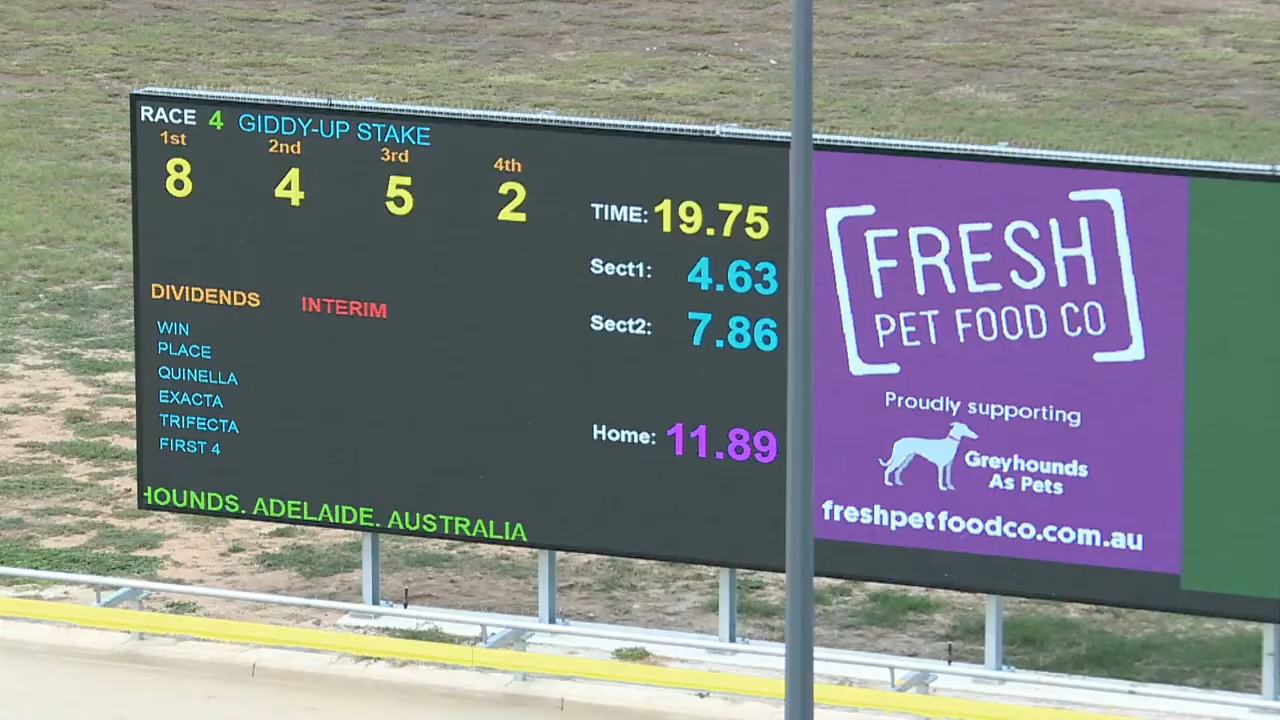 RACE 4 GIDDY-UP STAKE
1st 2nd 3rd 4th
8 4 5 2
TIME: 19.75
Sect1: 4.63
Sect2: 7.86
Home: 11.89
DIVIDENDS INTERIM
WIN
PLACE
QUINELLA
EXACTA
TRIFECTA
FIRST 4
HOUNDS. ADELAIDE. AUSTRALIA
FRESH
PET FOOD CO
Proudly supporting
Greyhounds
As Pets
freshpetfoodco.com.au